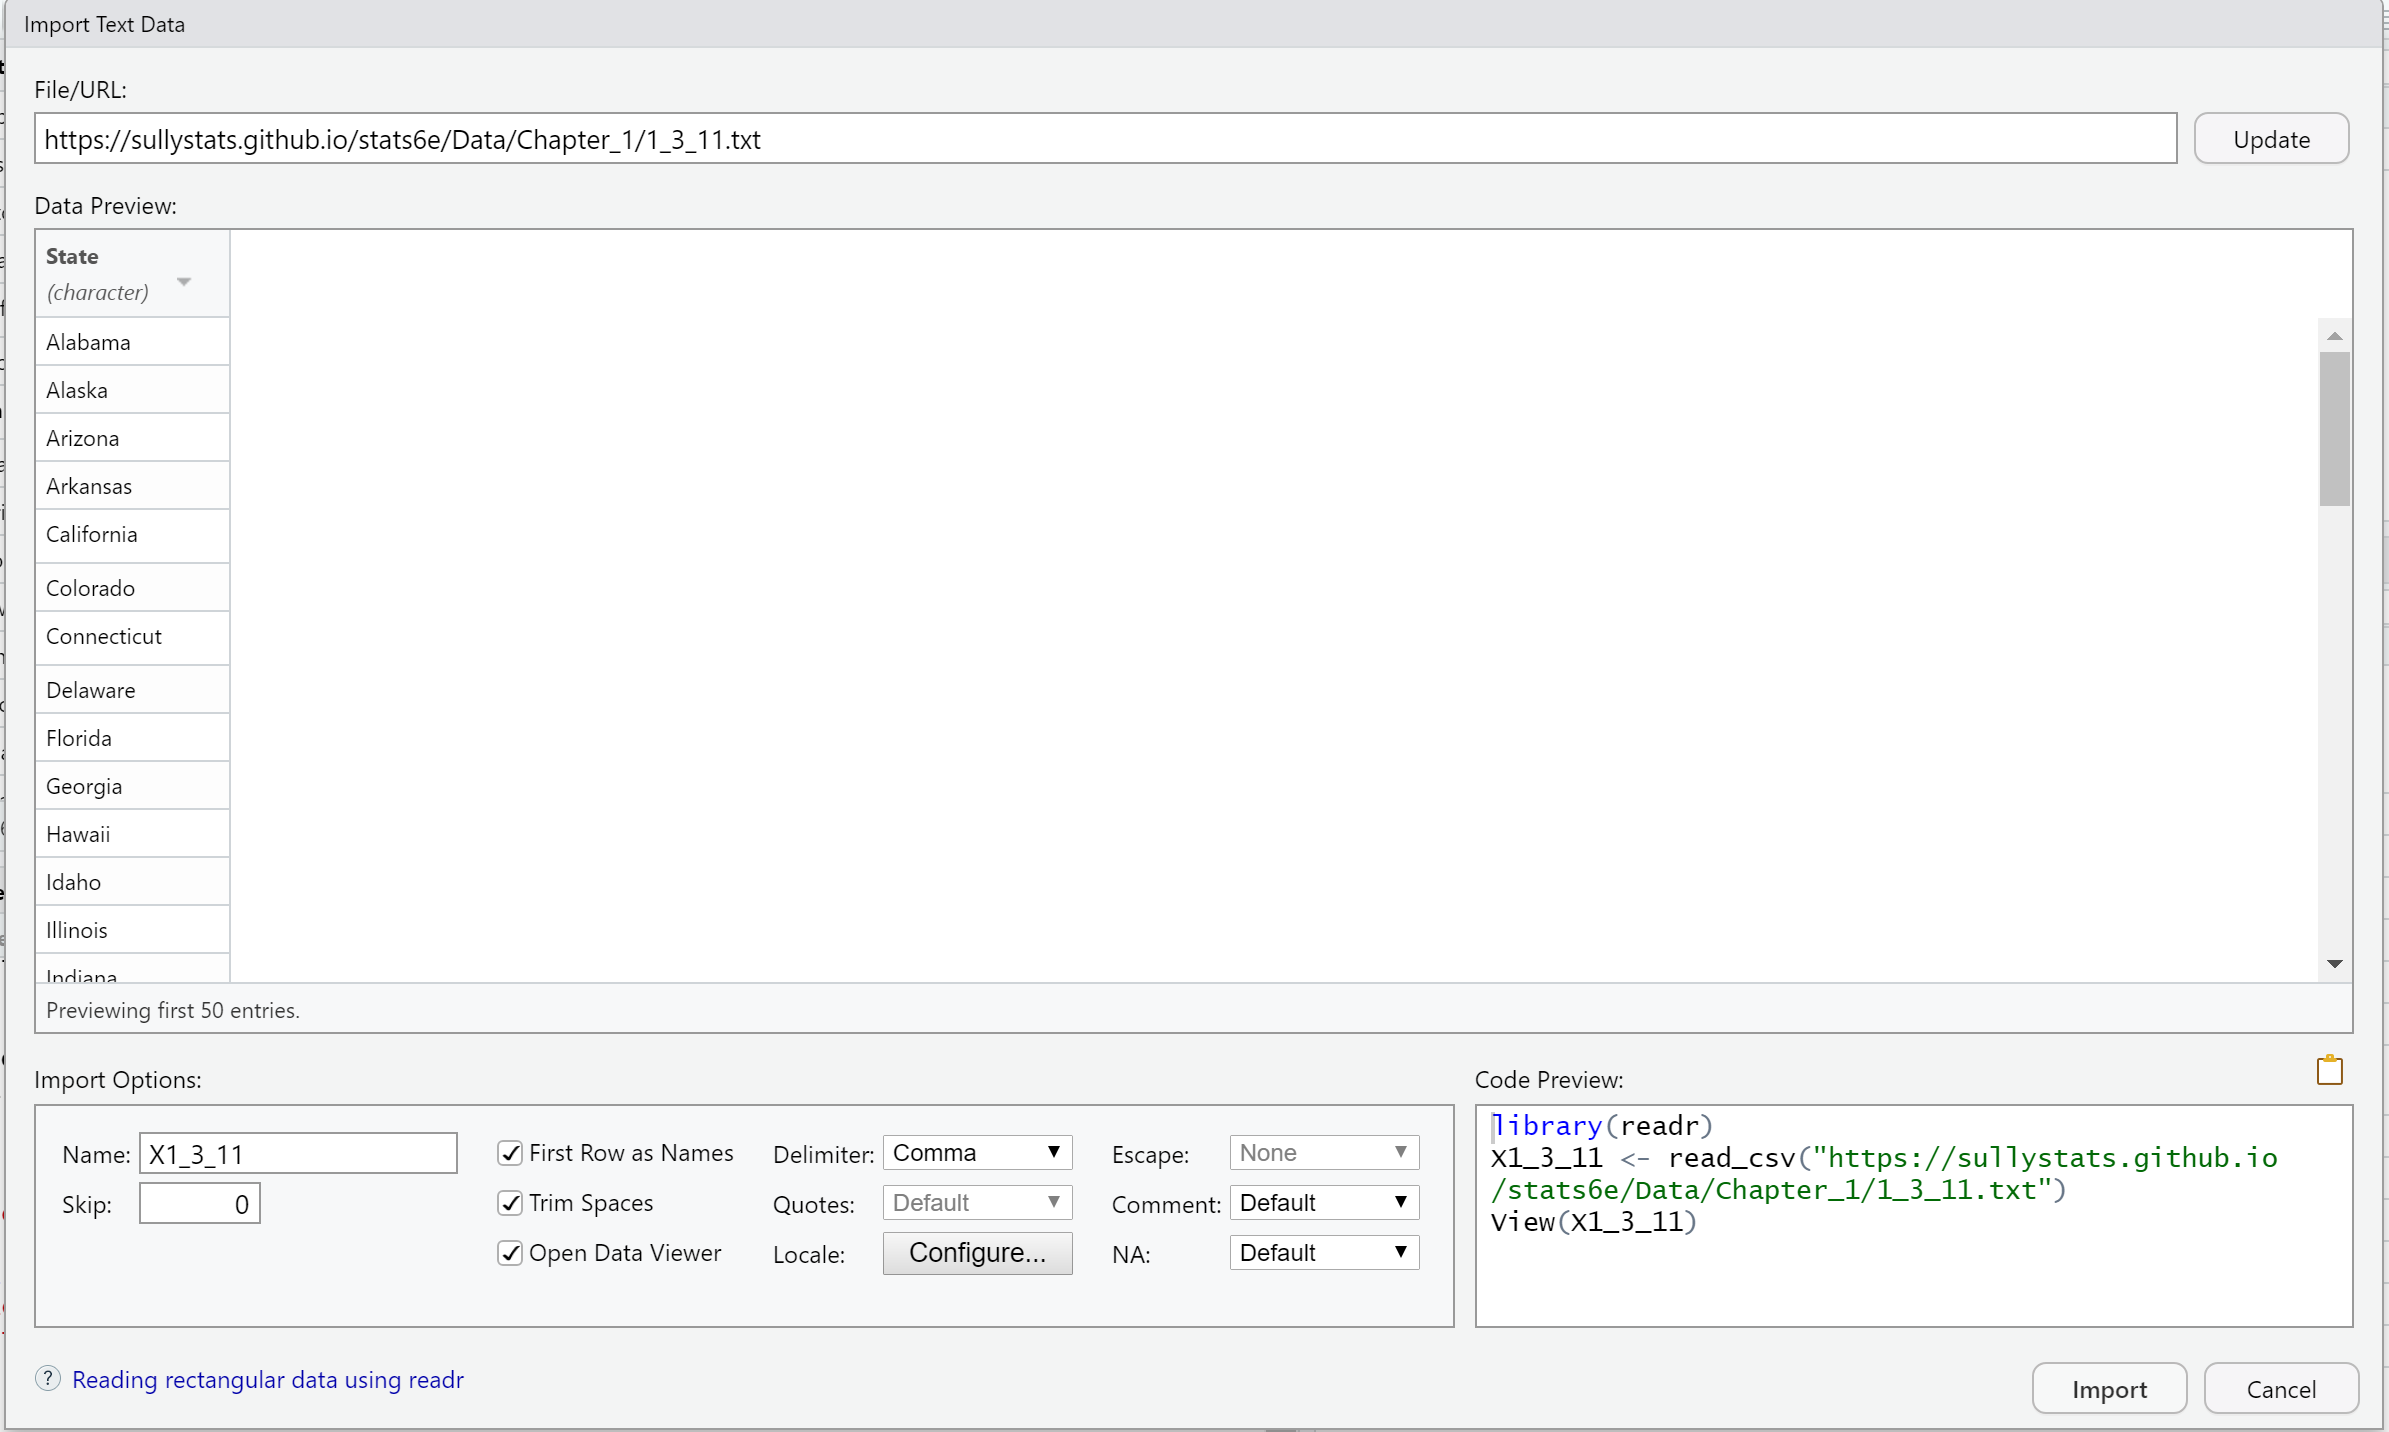 Import Text Data
File/URL:
https://sullystats.github.io/stats6e/Data/Chapter_1/1_3_11.txt
Update
Data Preview:
State
(character)
Alabama
Alaska
Arizona
Arkansas
California
Colorado
Connecticut
Delaware
Florida
Georgia
Hawaii
Idaho
Illinois
Indiana
Previewing first 50 entries.
Import Options:
Name: X1_3_11
Skip: 0
First Row as Names
Trim Spaces
Open Data Viewer
Delimiter: Comma
Quotes: Default
Locale: Configure...
Escape: None
Comment: Default
NA: Default
Code Preview:
library(readr)
X1_3_11 <- read_csv("https://sullystats.github.io
/stats6e/Data/Chapter_1/1_3_11.txt")
View(X1_3_11)
? Reading rectangular data using readr
Import
Cancel